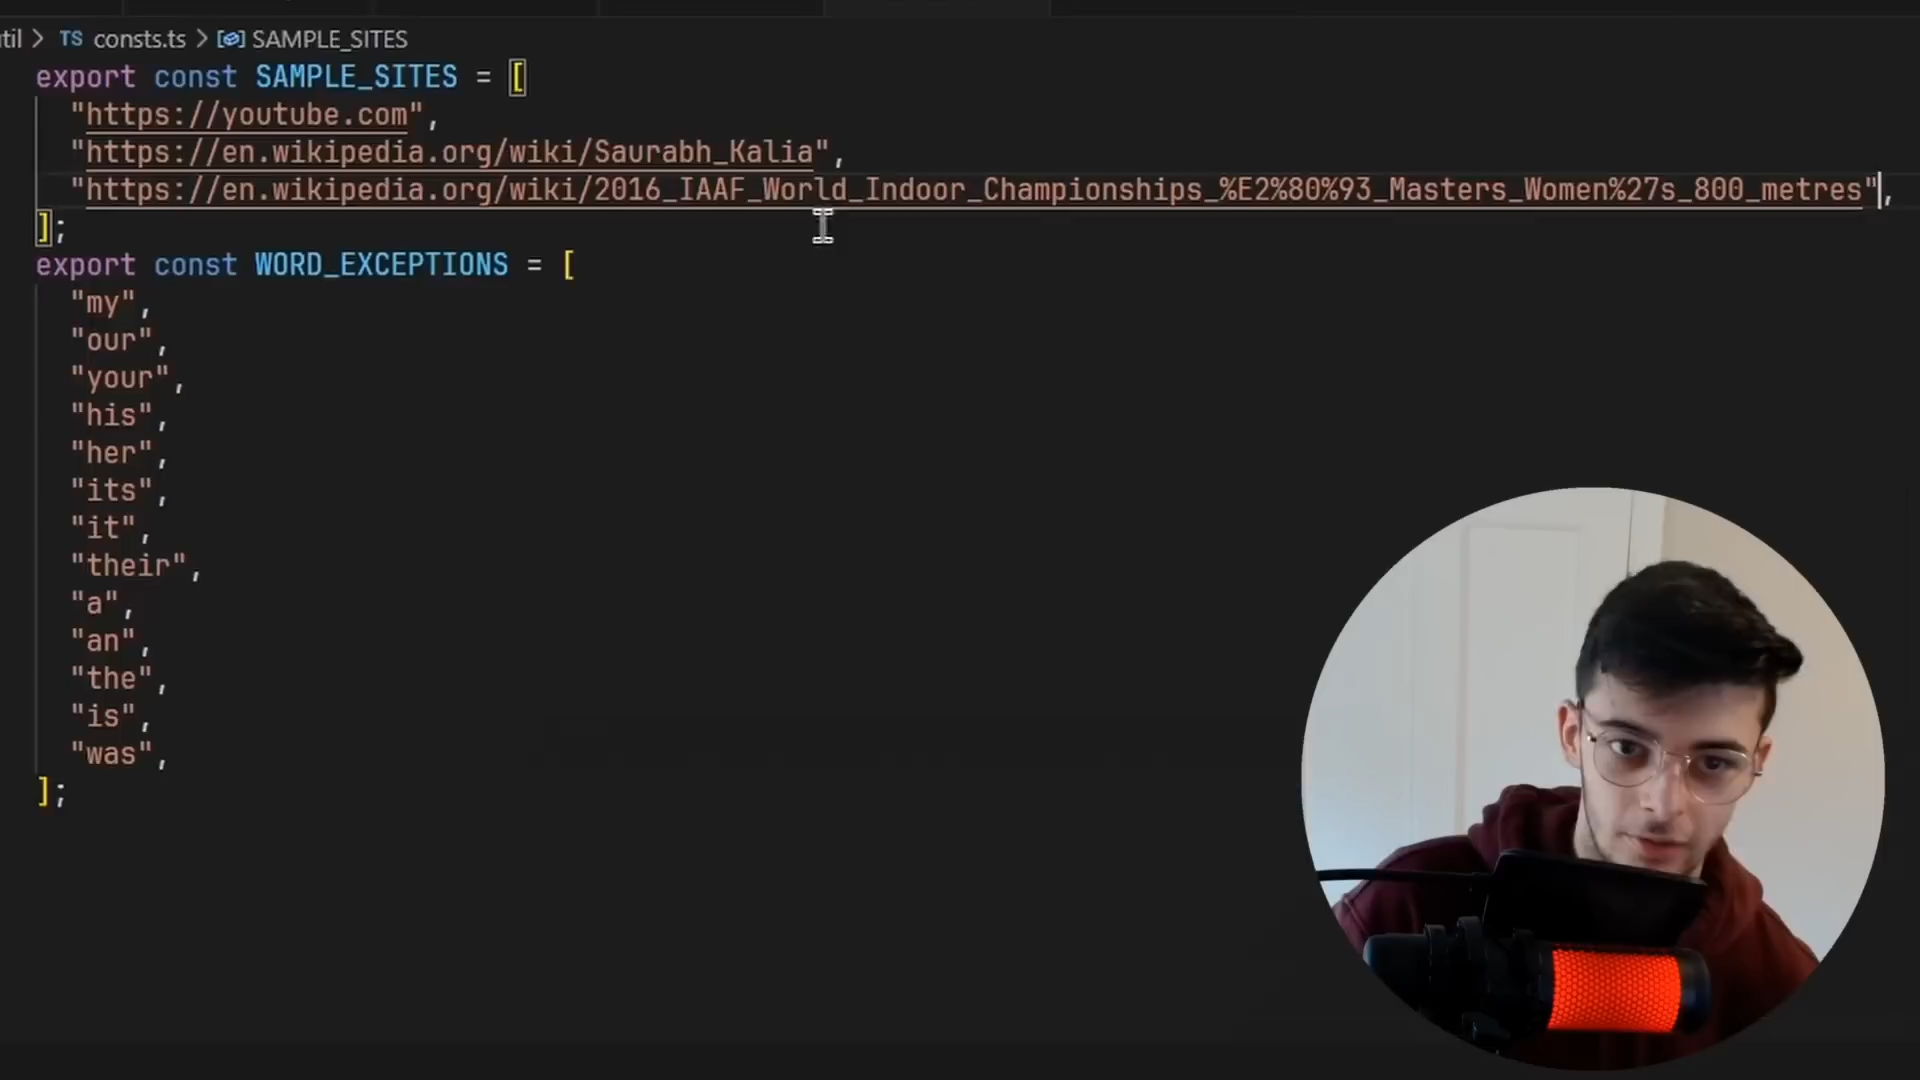 til > TS consts.ts > SAMPLE_SITES
export const SAMPLE_SITES = [
"https://youtube.com",
"https://en.wikipedia.org/wiki/Saurabh_Kalia",
"https://en.wikipedia.org/wiki/2016_IAAF_World_Indoor_Championships_%E2%80%93_Masters_Women%27s_800_metres",
];
export const WORD_EXCEPTIONS = [
"my",
"our",
"your",
"his",
"her",
"its",
"it",
"their",
"a",
"an",
"the",
"is",
"was",
];